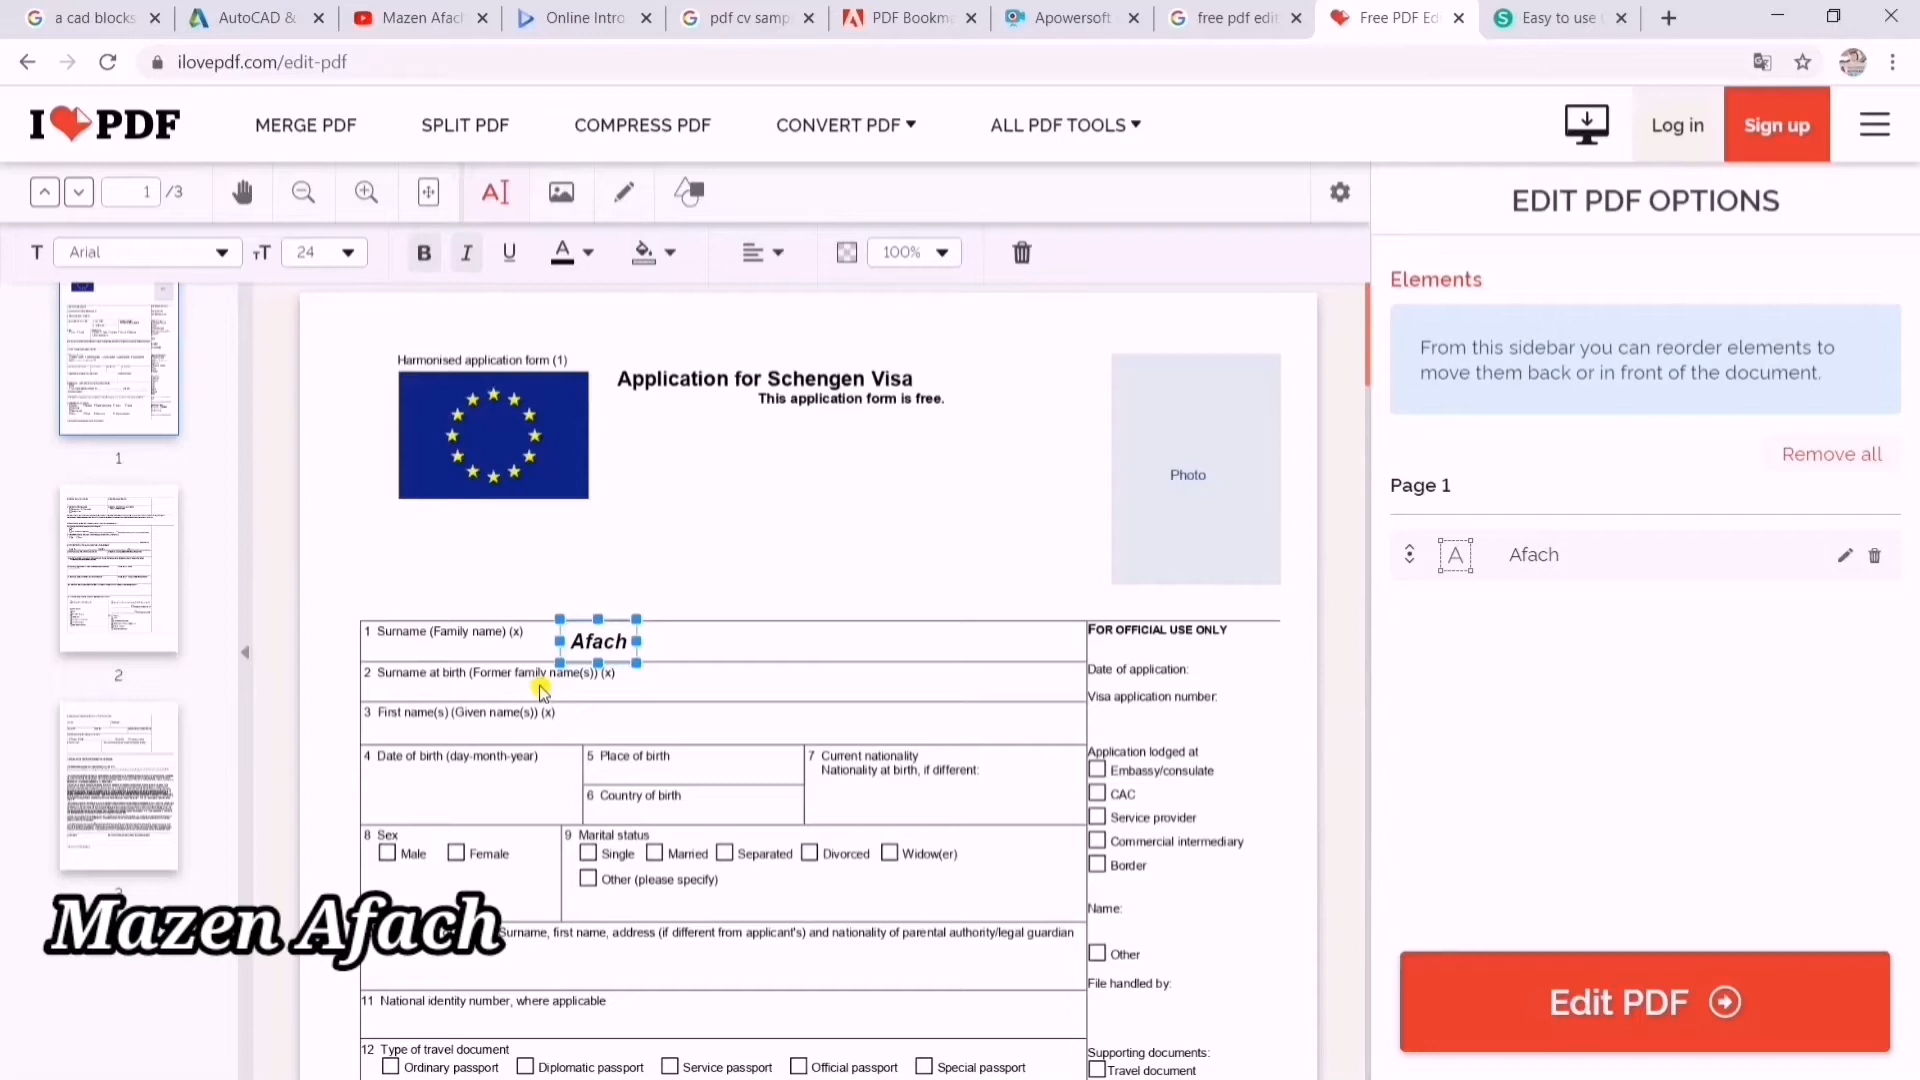 a cad blocks
AutoCAD &
Mazen Afach
Online Intro
pdf cv samp
PDF Bookma
Apowersoft
free pdf edit
Free PDF Ed
Easy to use
ilovepdf.com/edit-pdf
I PDF
MERGE PDF
SPLIT PDF
COMPRESS PDF
CONVERT PDF
ALL PDF TOOLS
Log in
Sign up
1 /3
EDIT PDF OPTIONS
T Arial
TT 24
B I U A
100%
Elements
From this sidebar you can reorder elements to
move them back or in front of the document.
Remove all
Page 1
A Afach
Edit PDF
1
2
3
Harmonised application form (1)
Application for Schengen Visa
This application form is free.
Photo
1 Surname (Family name) (x)
Afach
2 Surname at birth (Former family name(s)) (x)
3 First name(s) (Given name(s)) (x)
4 Date of birth (day-month-year)
5 Place of birth
6 Country of birth
7 Current nationality
Nationality at birth, if different:
8 Sex
Male Female
9 Marital status
Single Married Separated Divorced Widow(er)
Other (please specify)
Surname, first name, address (if different from applicant's) and nationality of parental authority/legal guardian
11 National identity number, where applicable
12 Type of travel document
Ordinary passport Diplomatic passport Service passport Official passport Special passport
FOR OFFICIAL USE ONLY
Date of application:
Visa application number:
Application lodged at
Embassy/consulate
CAC
Service provider
Commercial intermediary
Border
Name:
Other
File handled by:
Supporting documents:
Travel document
Mazen Afach